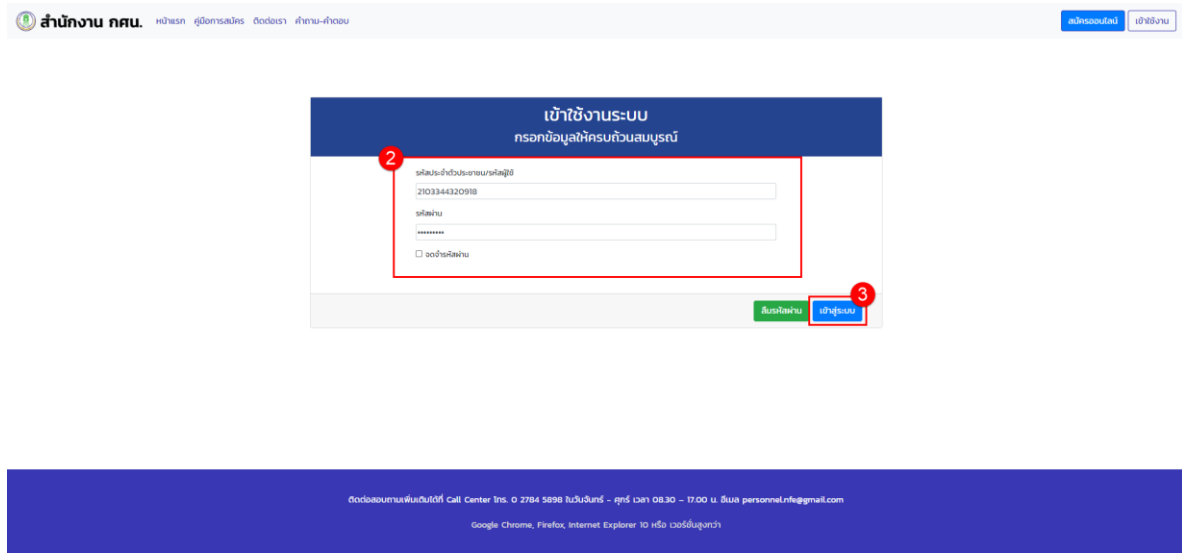 สำนักงาน กศน. หน้าแรก คู่มือการสมัคร ติดต่อเรา คำถาม-คำตอบ สมัครออนไลน์ เข้าใช้งาน
เข้าใช้งานระบบ
กรอกข้อมูลให้ครบถ้วนสมบูรณ์
2
รหัสประจำตัวประชาชน/รหัสผู้ใช้
2103344320918
รหัสผ่าน
•••••••••
จดจำรหัสผ่าน
3
ลืมรหัสผ่าน เข้าสู่ระบบ
ติดต่อสอบถามเพิ่มเติมได้ที่ Call Center โทร. 0 2784 5898 ในวันจันทร์ - ศุกร์ เวลา 08.30 – 17.00 น. อีเมล personnel.nfe@gmail.com
Google Chrome, Firefox, Internet Explorer 10 หรือ เวอร์ชั่นสูงกว่า